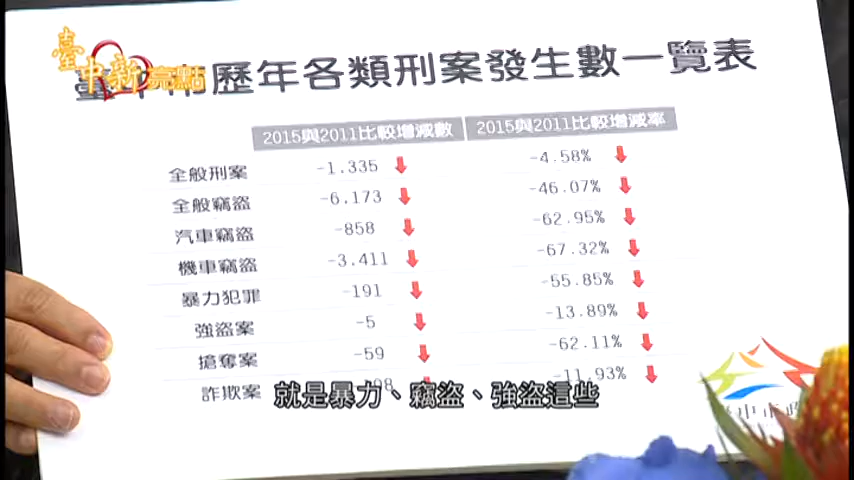 臺中新亮點
臺中市歷年各類刑案發生數一覽表
2015與2011比較增減數 2015與2011比較增減率
全般刑案 -1.335 -4.58%
全般竊盜 -6.173 -46.07%
汽車竊盜 -858 -62.95%
機車竊盜 -3.411 -67.32%
暴力犯罪 -191 -55.85%
強盜案 -5 -13.89%
搶奪案 -59 -62.11%
詐欺案 -11.93%
就是暴力、竊盜、強盜這些